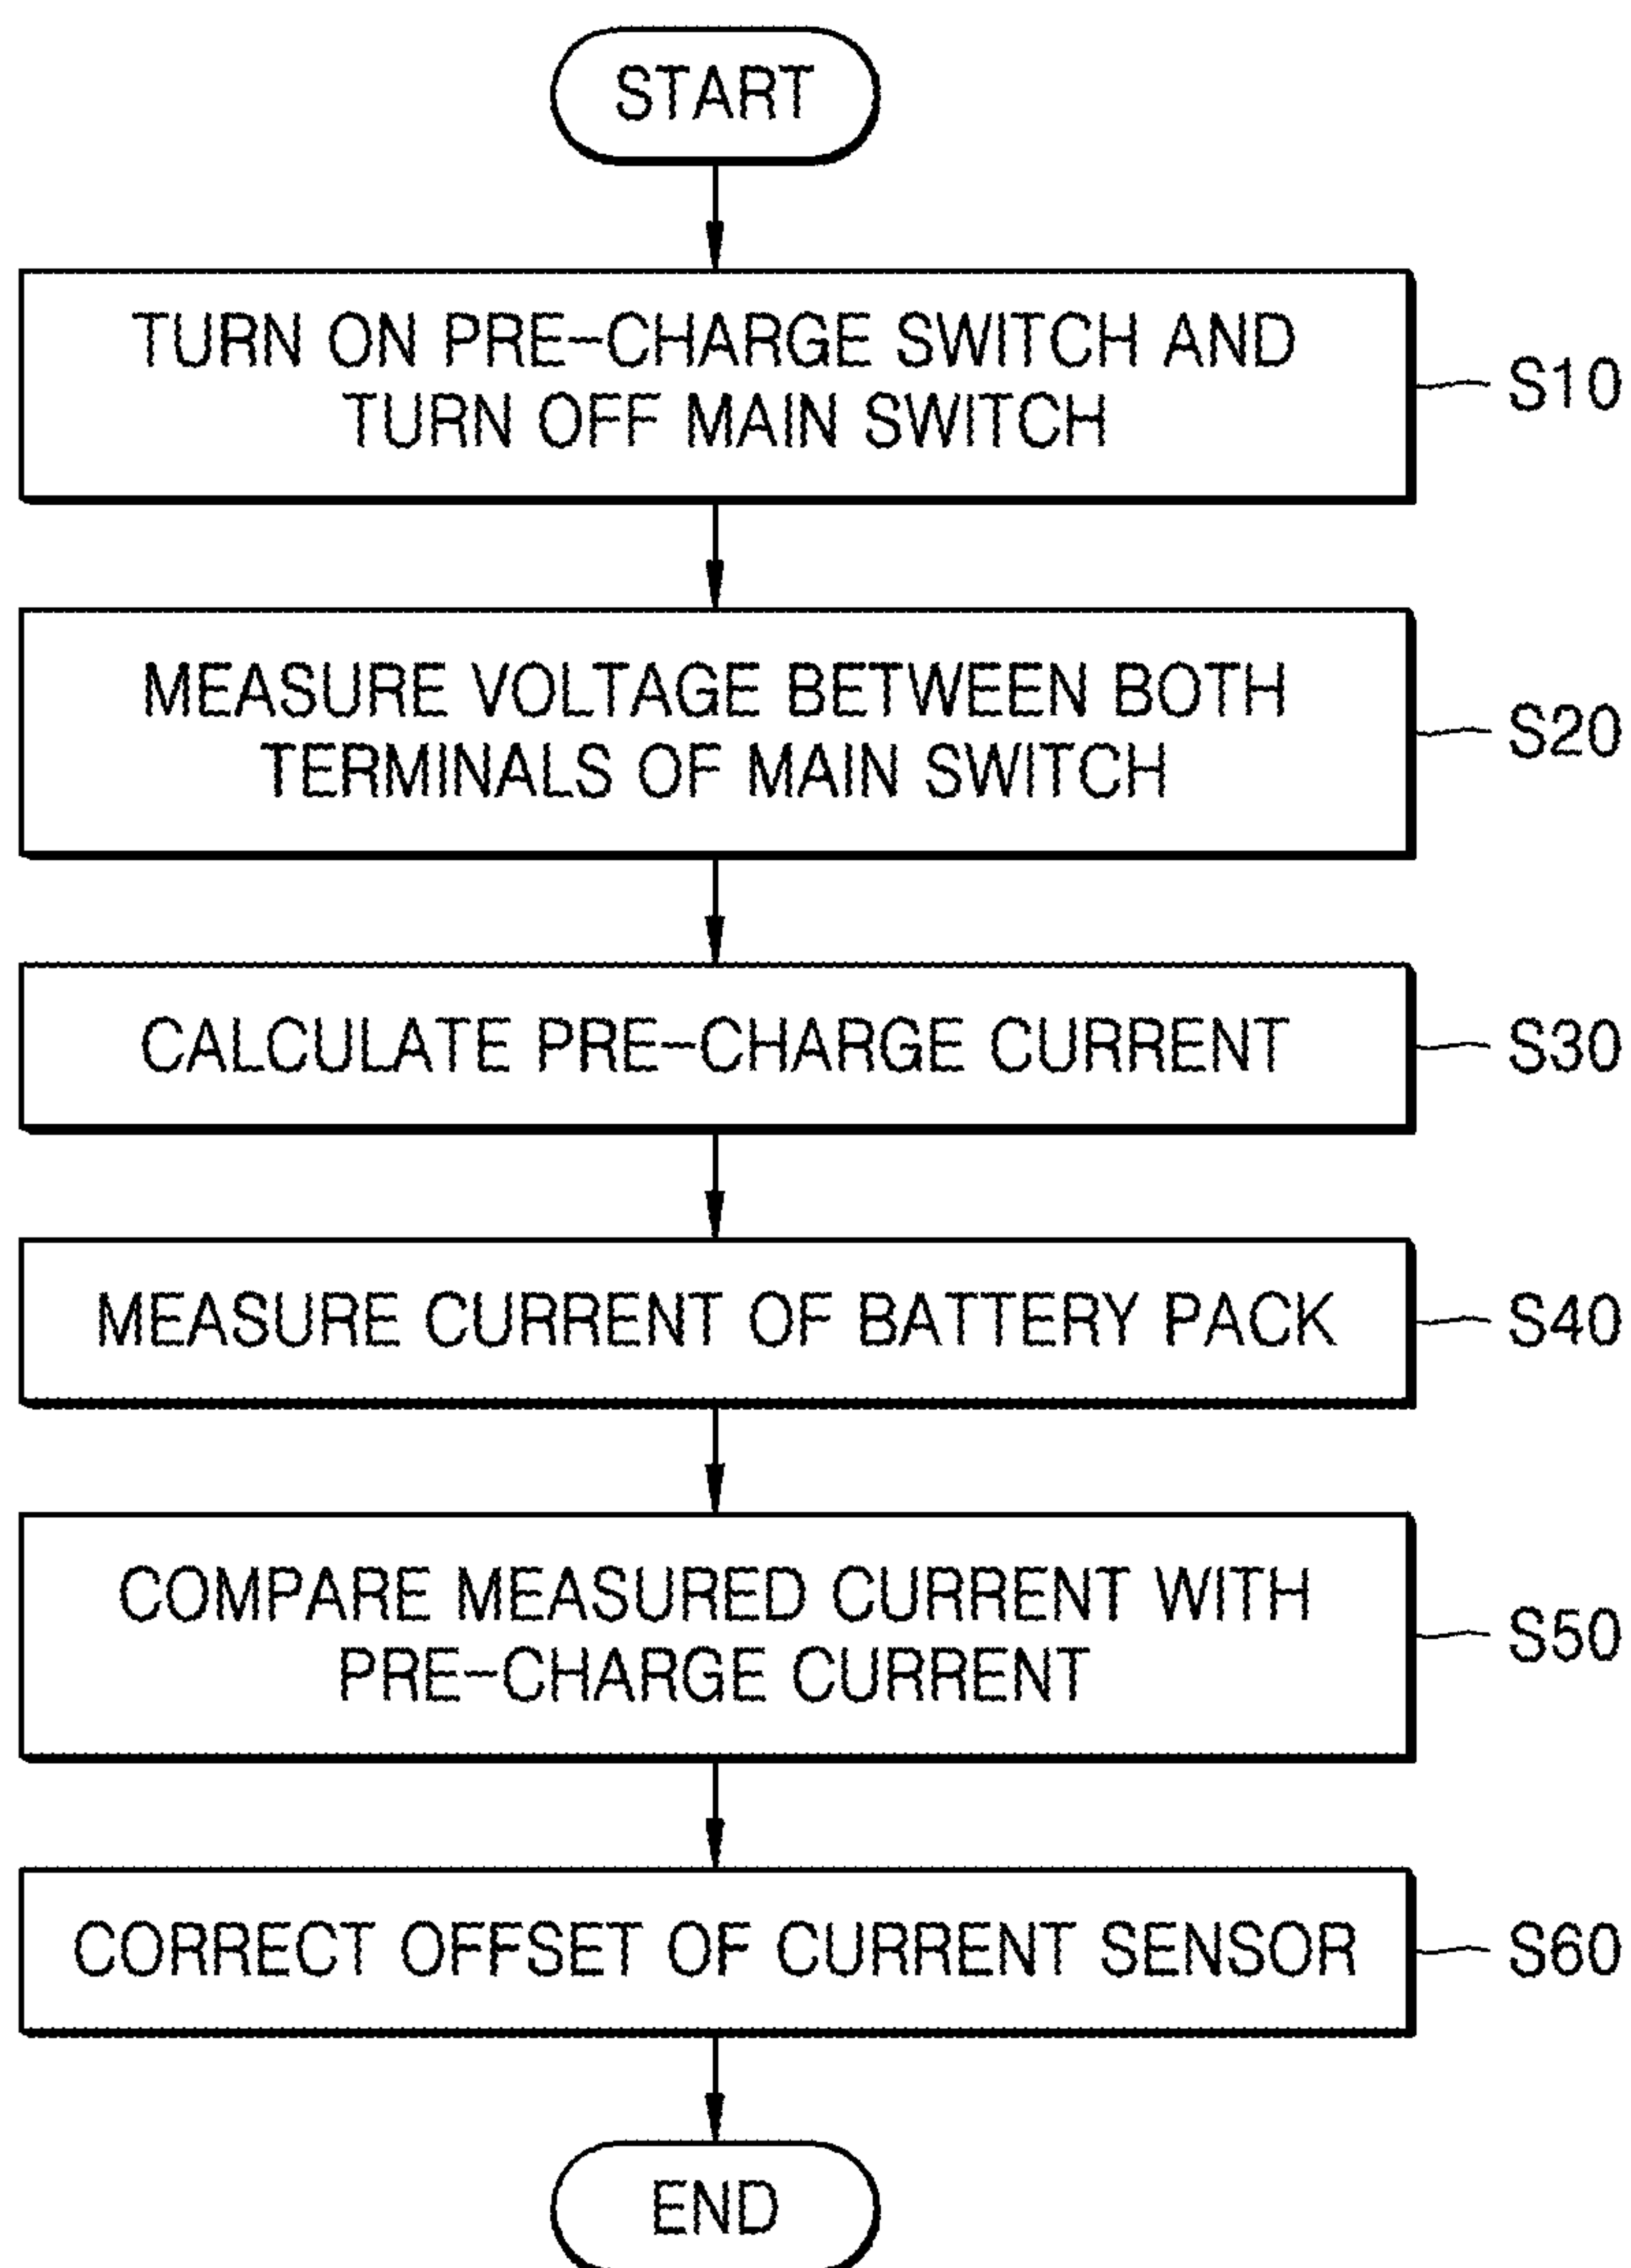 START
TURN ON PRE-CHARGE SWITCH AND
TURN OFF MAIN SWITCH
S10
MEASURE VOLTAGE BETWEEN BOTH
TERMINALS OF MAIN SWITCH
S20
CALCULATE PRE-CHARGE CURRENT
S30
MEASURE CURRENT OF BATTERY PACK
S40
COMPARE MEASURED CURRENT WITH
PRE-CHARGE CURRENT
S50
CORRECT OFFSET OF CURRENT SENSOR
S60
END